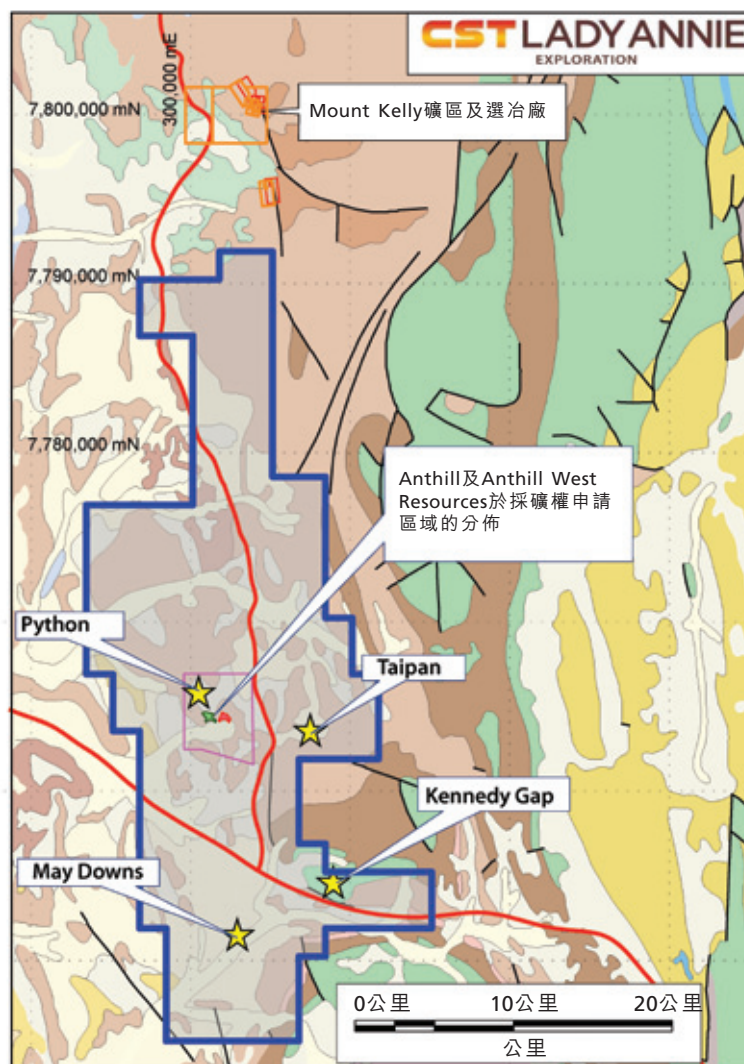 CST LADY ANNIE
EXPLORATION
300,000 mE
7,800,000 mN
Mount Kelly礦區及選冶廠
7,790,000 mN
7,780,000 mN
Anthill及Anthill West
Resources於採礦權申請
區域的分佈
Python
Taipan
Kennedy Gap
May Downs
0公里 10公里 20公里
公里